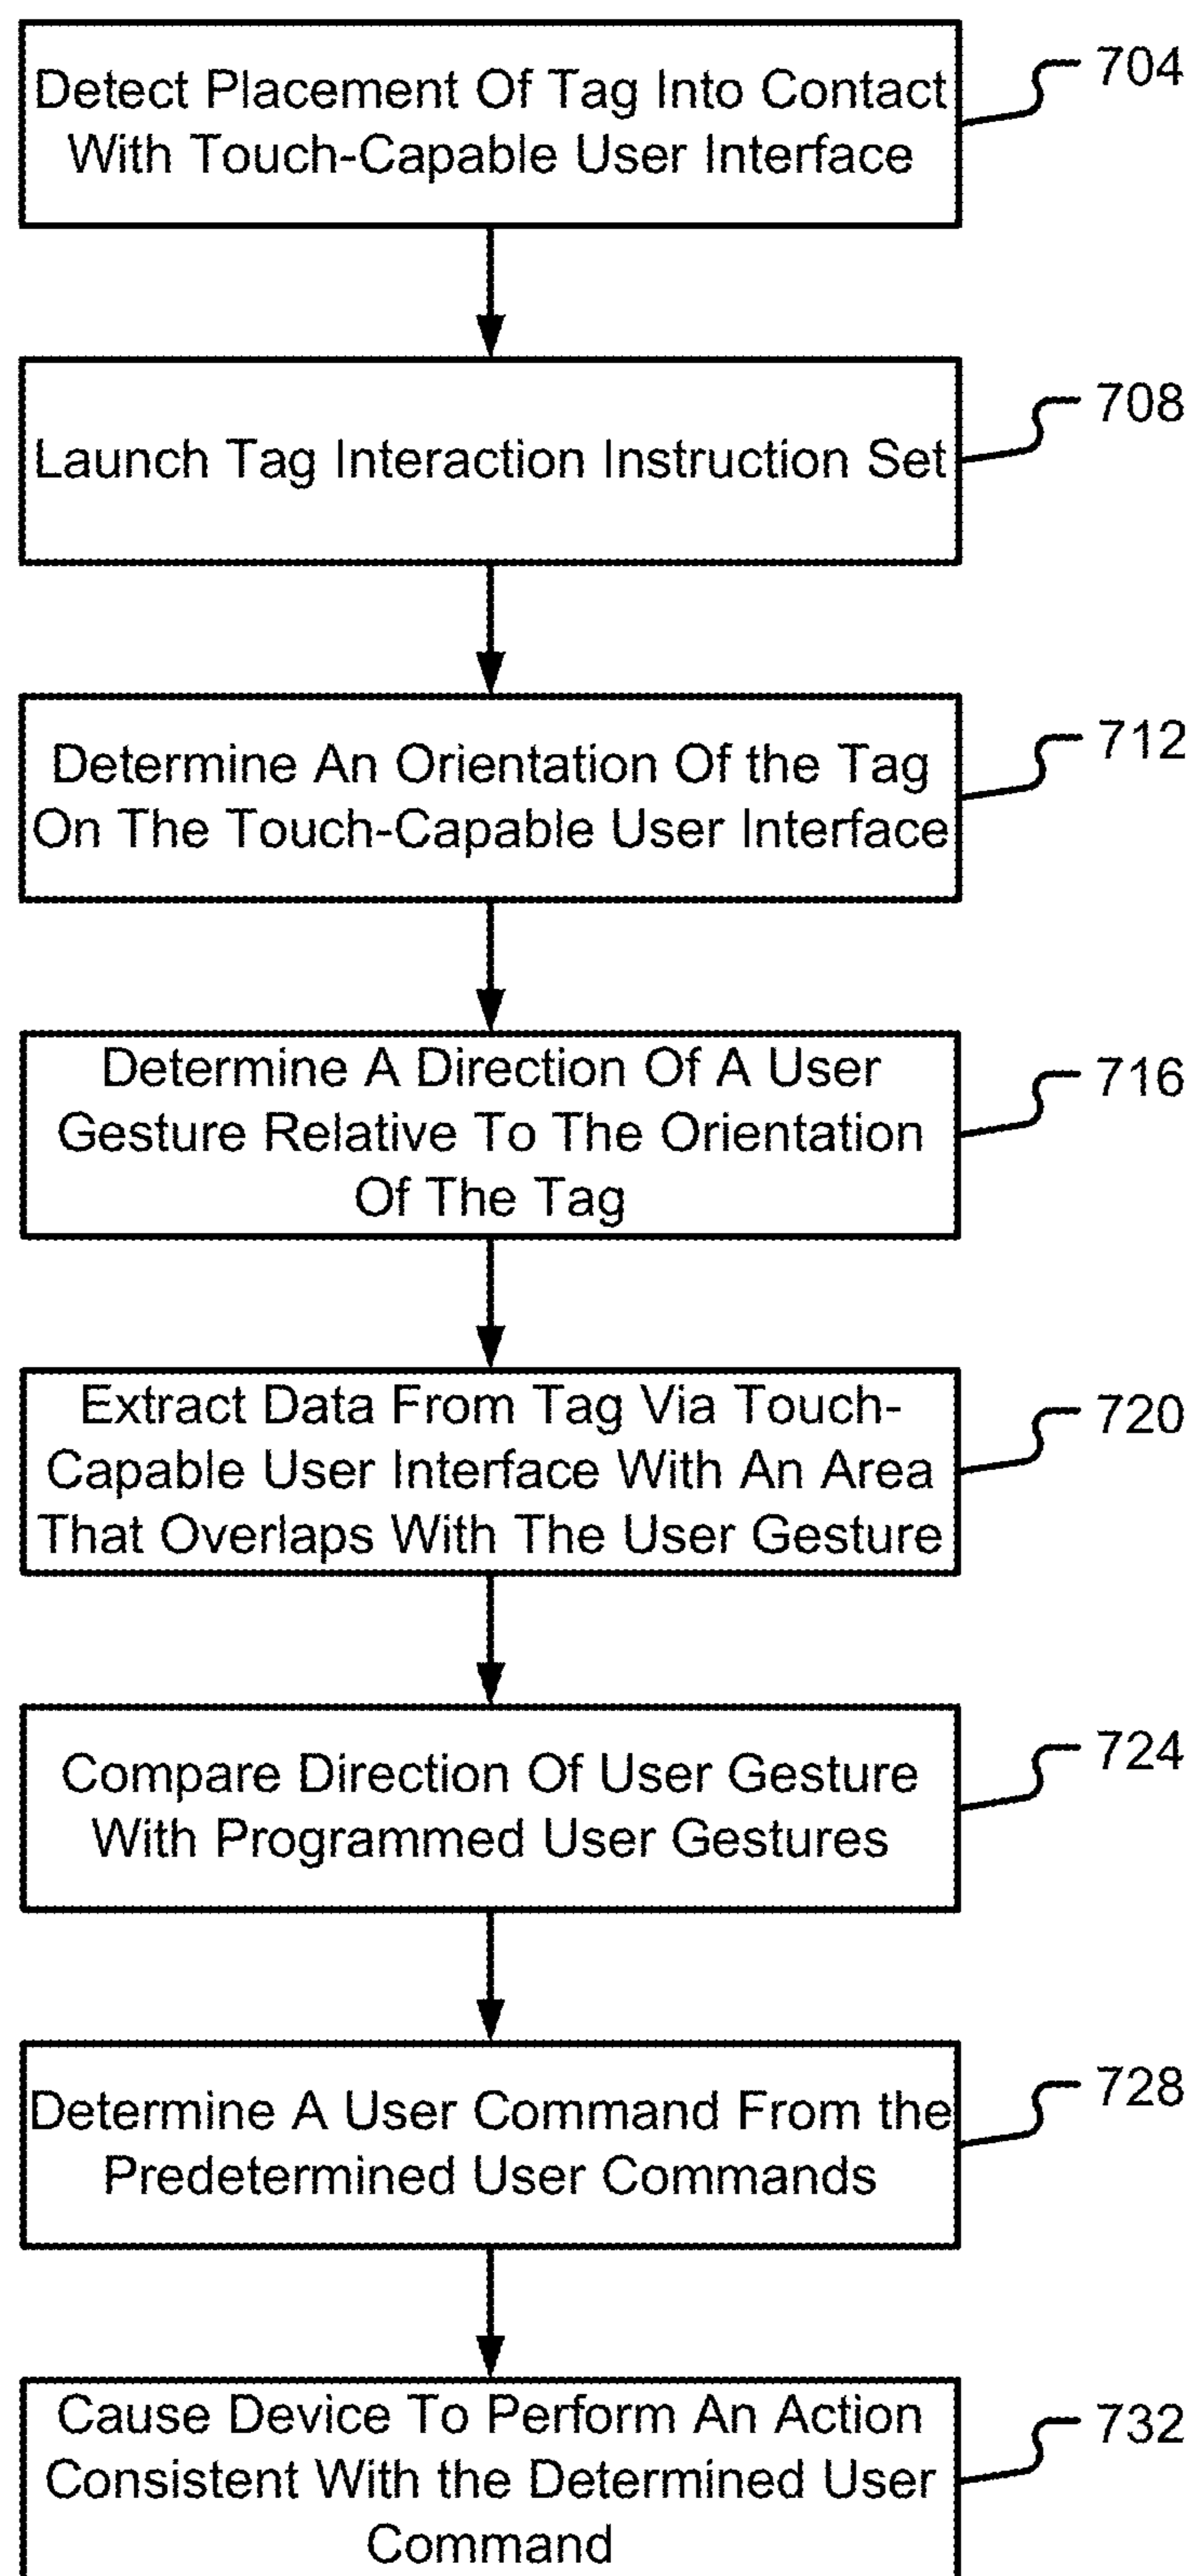 Detect Placement Of Tag Into Contact
With Touch-Capable User Interface
704
Launch Tag Interaction Instruction Set
708
Determine An Orientation Of the Tag
On The Touch-Capable User Interface
712
Determine A Direction Of A User
Gesture Relative To The Orientation
Of The Tag
716
Extract Data From Tag Via Touch-
Capable User Interface With An Area
That Overlaps With The User Gesture
720
Compare Direction Of User Gesture
With Programmed User Gestures
724
Determine A User Command From the
Predetermined User Commands
728
Cause Device To Perform An Action
Consistent With the Determined User
Command
732